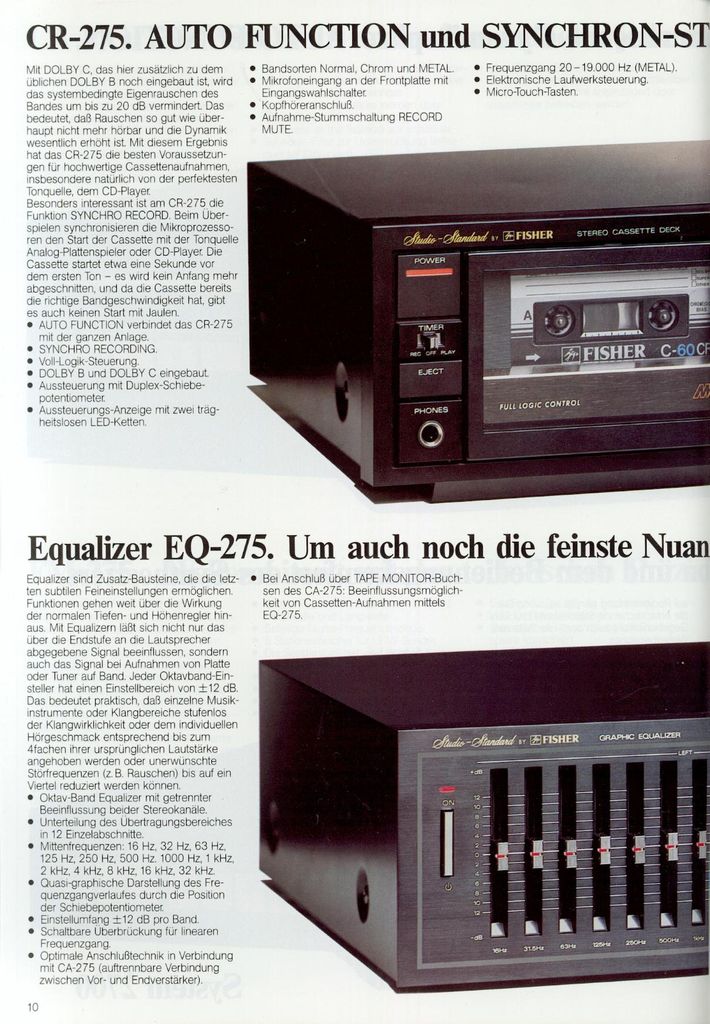 CR-275. AUTO FUNCTION und SYNCHRON-ST
Mit DOLBY C, das hier zusätzlich zu dem
üblichen DOLBY B noch eingebaut ist, wird
das systembedingte Eigenrauschen des
Bandes um bis zu 20 dB vermindert. Das
bedeutet, daß Rauschen so gut wie über-
haupt nicht mehr hörbar und die Dynamik
wesentlich erhöht ist. Mit diesem Ergebnis
hat das CR-275 die besten Voraussetzun-
gen für hochwertige Cassettenaufnahmen,
insbesondere natürlich von der perfektesten
Tonquelle, dem CD-Player.
Besonders interessant ist am CR-275 die
Funktion SYNCHRO RECORD. Beim Über-
spielen synchronisieren die Mikroprozesso-
ren den Start der Cassette mit der Tonquelle
Analog-Plattenspieler oder CD-Player. Die
Cassette startet etwa eine Sekunde vor
dem ersten Ton – es wird kein Anfang mehr
abgeschnitten, und da die Cassette bereits
die richtige Bandgeschwindigkeit hat, gibt
es auch keinen Start mit Jaulen.
• AUTO FUNCTION verbindet das CR-275
mit der ganzen Anlage.
• SYNCHRO RECORDING.
• Voll-Logik-Steuerung.
• DOLBY B und DOLBY C eingebaut.
• Aussteuerung mit Duplex-Schiebe-
potentiometer.
• Aussteuerungs-Anzeige mit zwei träg-
heitslosen LED-Ketten.
• Bandsorten Normal, Chrom und METAL.
• Mikrofoneingang an der Frontplatte mit
Eingangswahlschalter.
• Kopfhöreranschluß.
• Aufnahme-Stummschaltung RECORD
MUTE.
• Frequenzgang 20 – 19.000 Hz (METAL).
• Elektronische Laufwerksteuerung.
• Micro-Touch-Tasten.
Studio-Standard BY FISHER STEREO CASSETTE DECK
POWER
TIMER
REC OFF PLAY
EJECT
PHONES
A
FISHER C-60CR
FULL LOGIC CONTROL
Equalizer EQ-275. Um auch noch die feinste Nuan
Equalizer sind Zusatz-Bausteine, die die letz-
ten subtilen Feineinstellungen ermöglichen.
Funktionen gehen weit über die Wirkung
der normalen Tiefen- und Höhenregler hin-
aus. Mit Equalizern läßt sich nicht nur das
über die Endstufe an die Lautsprecher
abgegebene Signal beeinflussen, sondern
auch das Signal bei Aufnahmen von Platte
oder Tuner auf Band. Jeder Oktavband-Ein-
steller hat einen Einstellbereich von ±12 dB.
Das bedeutet praktisch, daß einzelne Musik-
instrumente oder Klangbereiche stufenlos
der Klangwirklichkeit oder dem individuellen
Hörgeschmack entsprechend bis zum
4fachen ihrer ursprünglichen Lautstärke
angehoben werden oder unerwünschte
Störfrequenzen (z. B. Rauschen) bis auf ein
Viertel reduziert werden können.
• Oktav-Band Equalizer mit getrennter
Beeinflussung beider Stereokanäle.
• Unterteilung des Übertragungsbereiches
in 12 Einzelabschnitte.
• Mittenfrequenzen: 16 Hz, 32 Hz, 63 Hz,
125 Hz, 250 Hz, 500 Hz. 1000 Hz, 1 kHz,
2 kHz, 4 kHz, 8 kHz, 16 kHz, 32 kHz.
• Quasi-graphische Darstellung des Fre-
quenzgangverlaufes durch die Position
der Schiebepotentiometer.
• Einstellumfang ±12 dB pro Band.
• Schaltbare Überbrückung für linearen
Frequenzgang.
• Optimale Anschlußtechnik in Verbindung
mit CA-275 (auftrennbare Verbindung
zwischen Vor- und Endverstärker).
• Bei Anschluß über TAPE MONITOR-Buch-
sen des CA-275: Beeinflussungsmöglich-
keit von Cassetten-Aufnahmen mittels
EQ-275.
Studio-Standard BY FISHER GRAPHIC EQUALIZER
LEFT
ON
+dB
12
10
8
6
4
2
0
2
4
6
8
10
12
-dB
16Hz 31.5Hz 63Hz 125Hz 250Hz 500Hz 1kHz
10